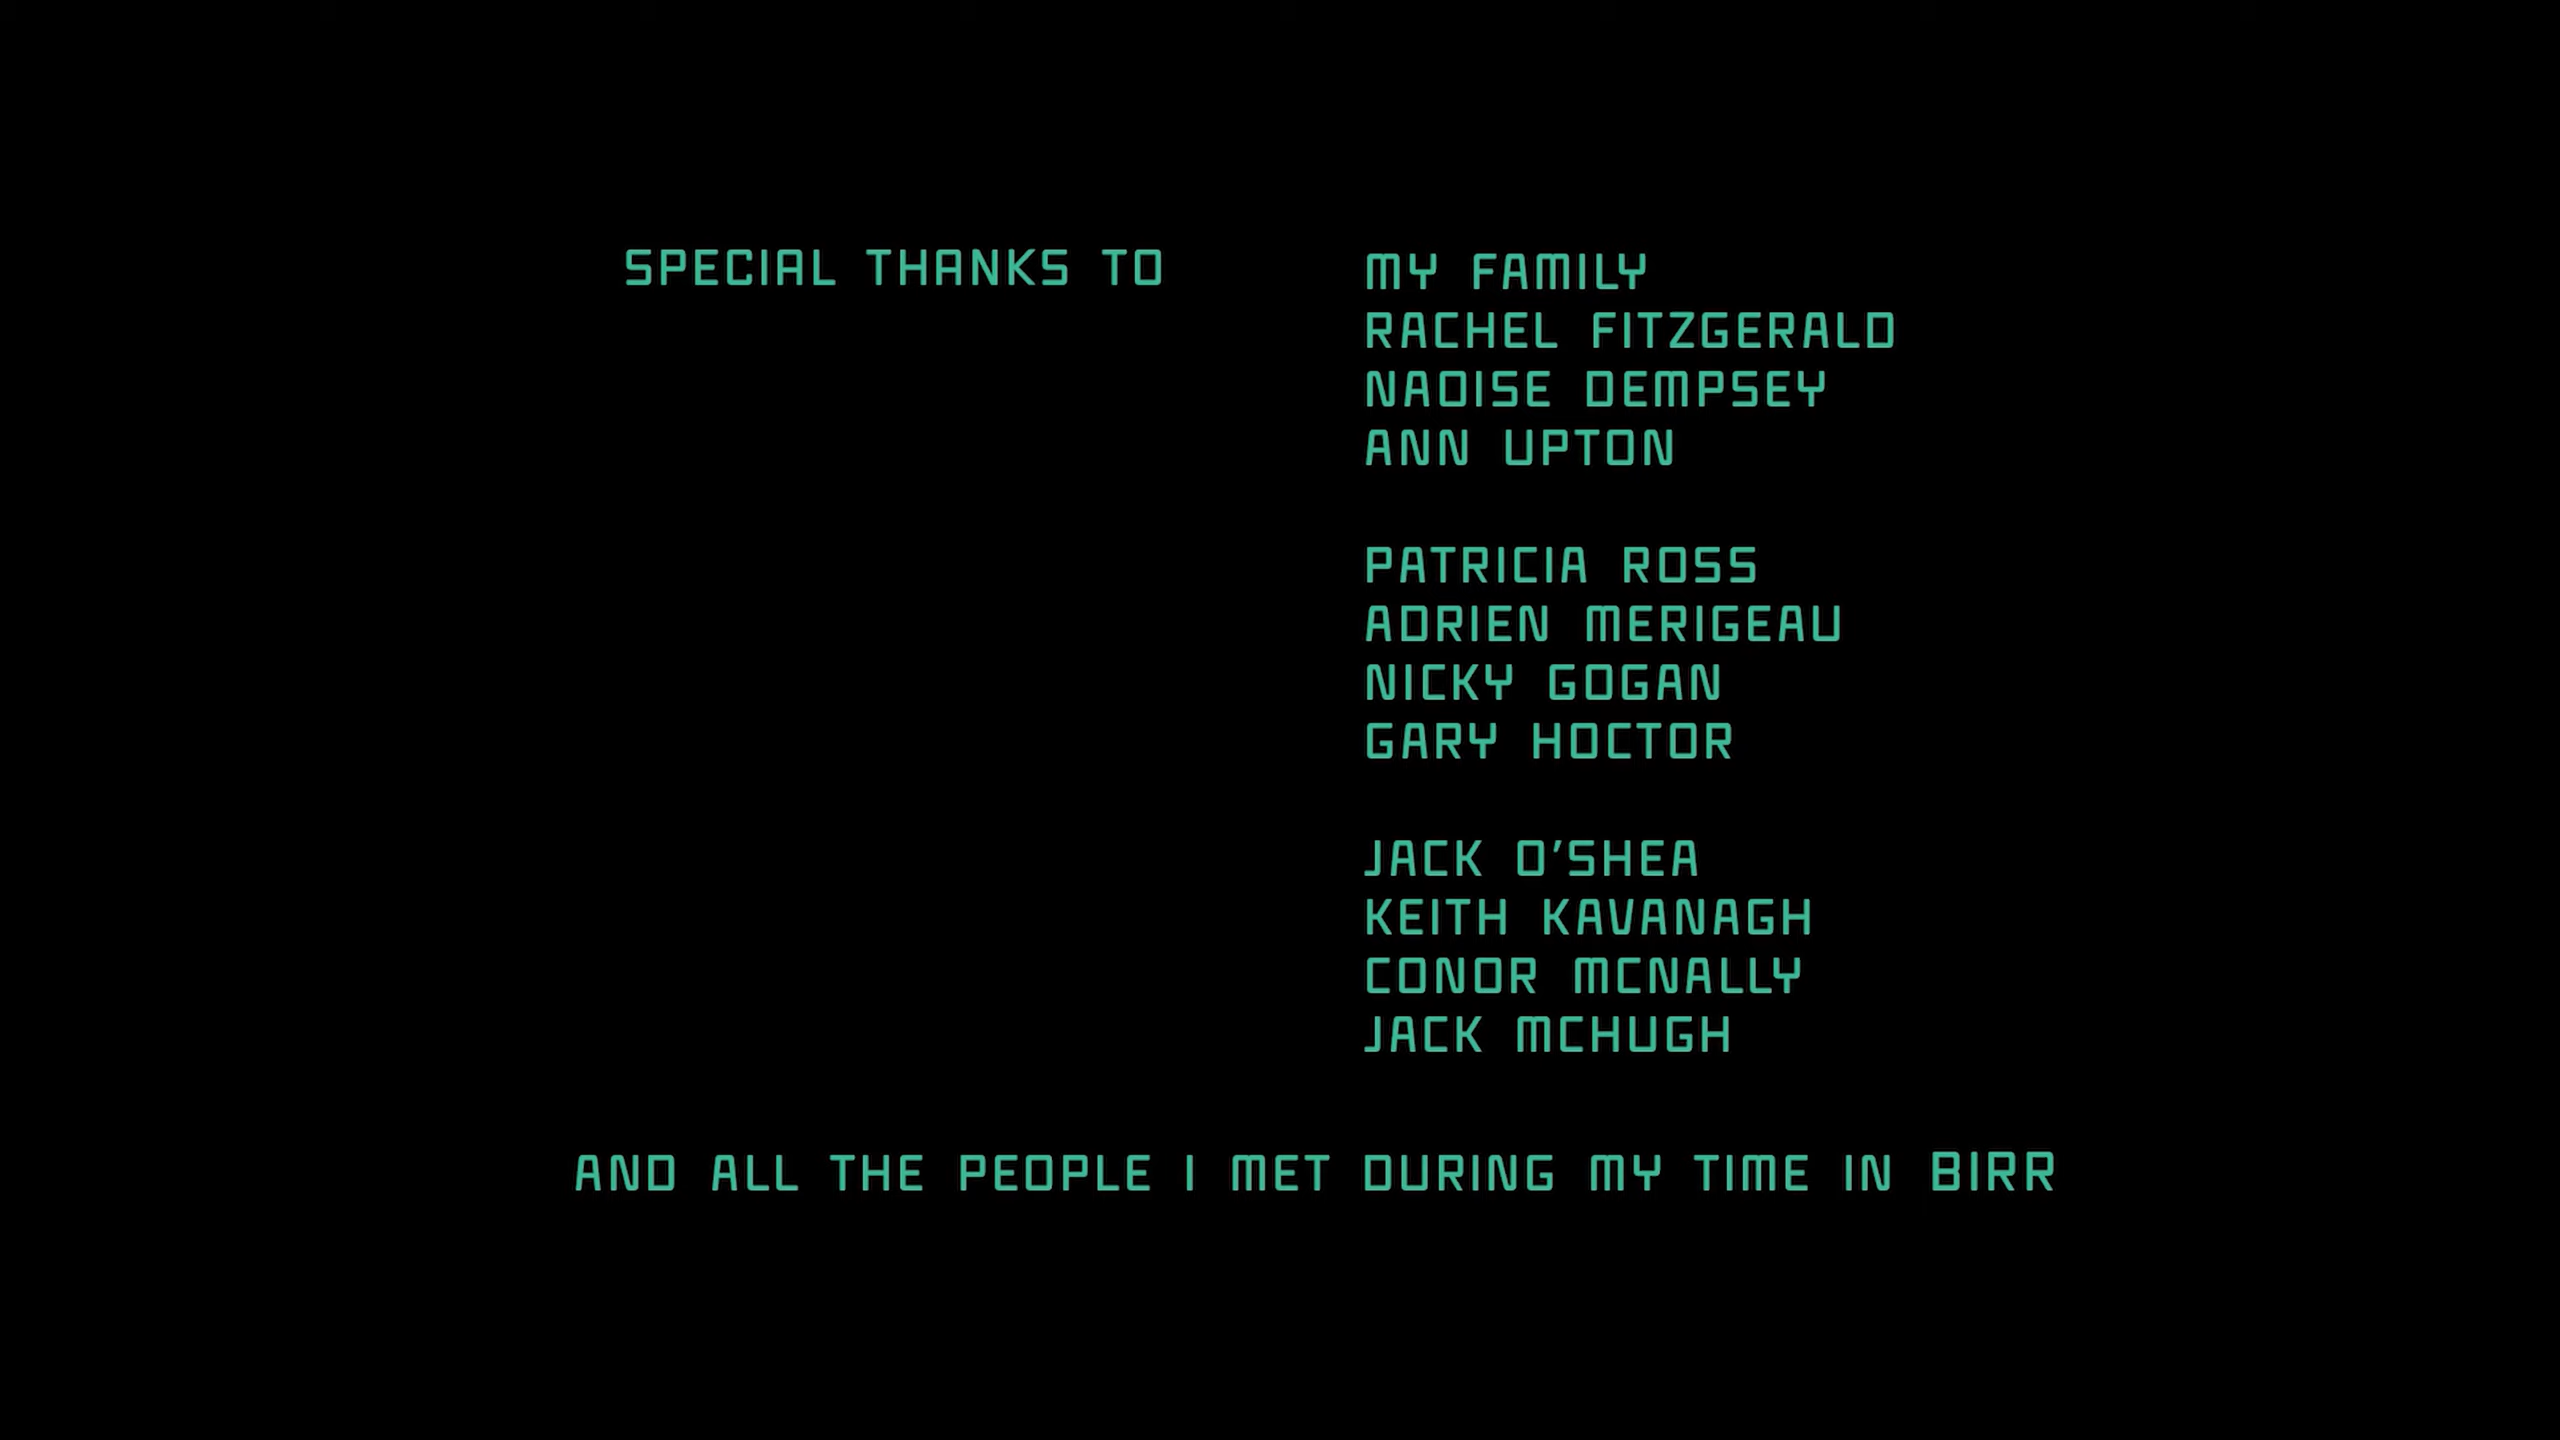 SPECIAL THANKS TO
MY FAMILY
RACHEL FITZGERALD
NAOISE DEMPSEY
ANN UPTON
PATRICIA ROSS
ADRIEN MERIGEAU
NICKY GOGAN
GARY HOCTOR
JACK O'SHEA
KEITH KAVANAGH
CONOR MCNALLY
JACK MCHUGH
AND ALL THE PEOPLE I MET DURING MY TIME IN BIRR